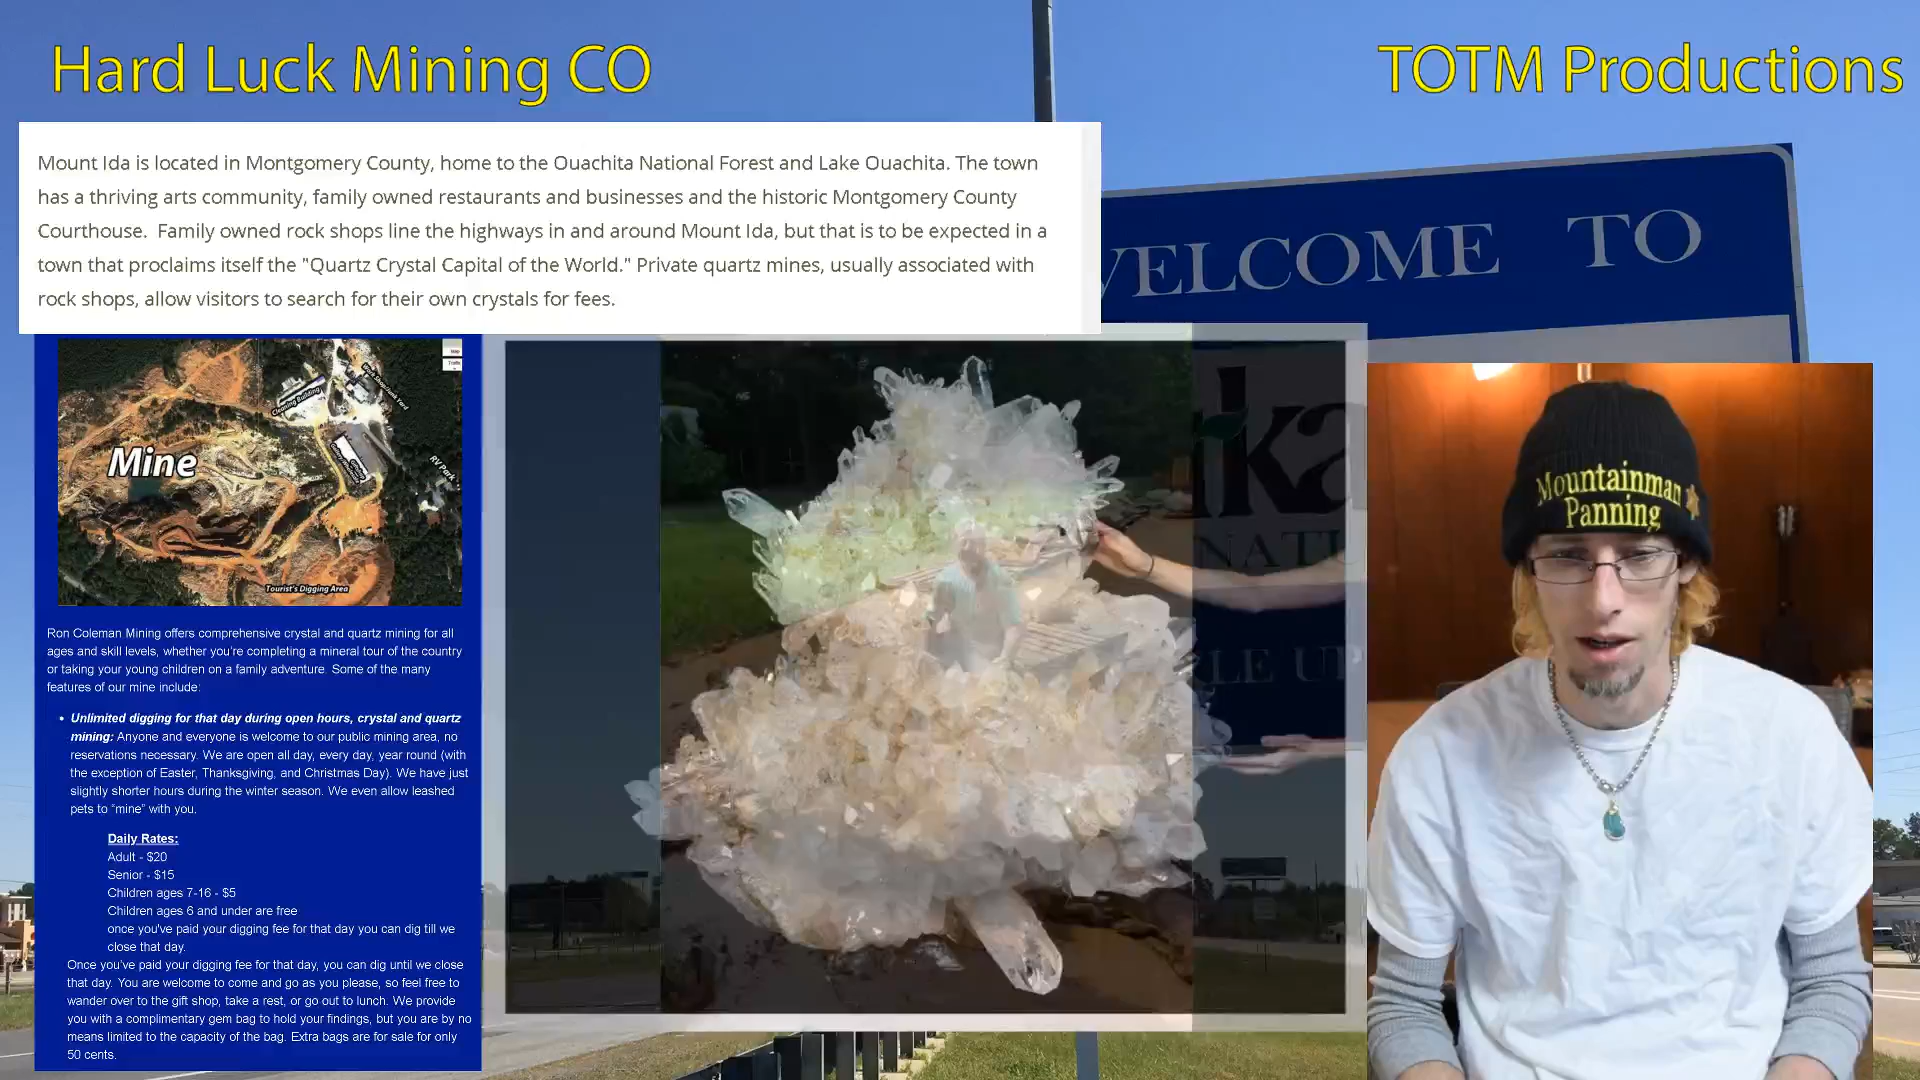 Hard Luck Mining CO
TOTM Productions
Mount Ida is located in Montgomery County, home to the Ouachita National Forest and Lake Ouachita. The town
has a thriving arts community, family owned restaurants and businesses and the historic Montgomery County
Courthouse.  Family owned rock shops line the highways in and around Mount Ida, but that is to be expected in a
town that proclaims itself the "Quartz Crystal Capital of the World." Private quartz mines, usually associated with
rock shops, allow visitors to search for their own crystals for fees.
WELCOME TO
Cleaning Building
Mine
RV Park
Tourist's Digging Area
Ron Coleman Mining offers comprehensive crystal and quartz mining for all
ages and skill levels, whether you're completing a mineral tour of the country
or taking your young children on a family adventure. Some of the many
features of our mine include:
• Unlimited digging for that day during open hours, crystal and quartz
mining: Anyone and everyone is welcome to our public mining area, no
reservations necessary. We are open all day, every day, year round (with
the exception of Easter, Thanksgiving, and Christmas Day). We have just
slightly shorter hours during the winter season. We even allow leashed
pets to "mine" with you.
Daily Rates:
Adult - $20
Senior - $15
Children ages 7-16 - $5
Children ages 6 and under are free
once you've paid your digging fee for that day you can dig till we
close that day.
Once you've paid your digging fee for that day, you can dig until we close
that day. You are welcome to come and go as you please, so feel free to
wander over to the gift shop, take a rest, or go out to lunch. We provide
you with a complimentary gem bag to hold your findings, but you are by no
means limited to the capacity of the bag. Extra bags are for sale for only
50 cents.
ka
NATU
LE UP
Mountainman
Panning